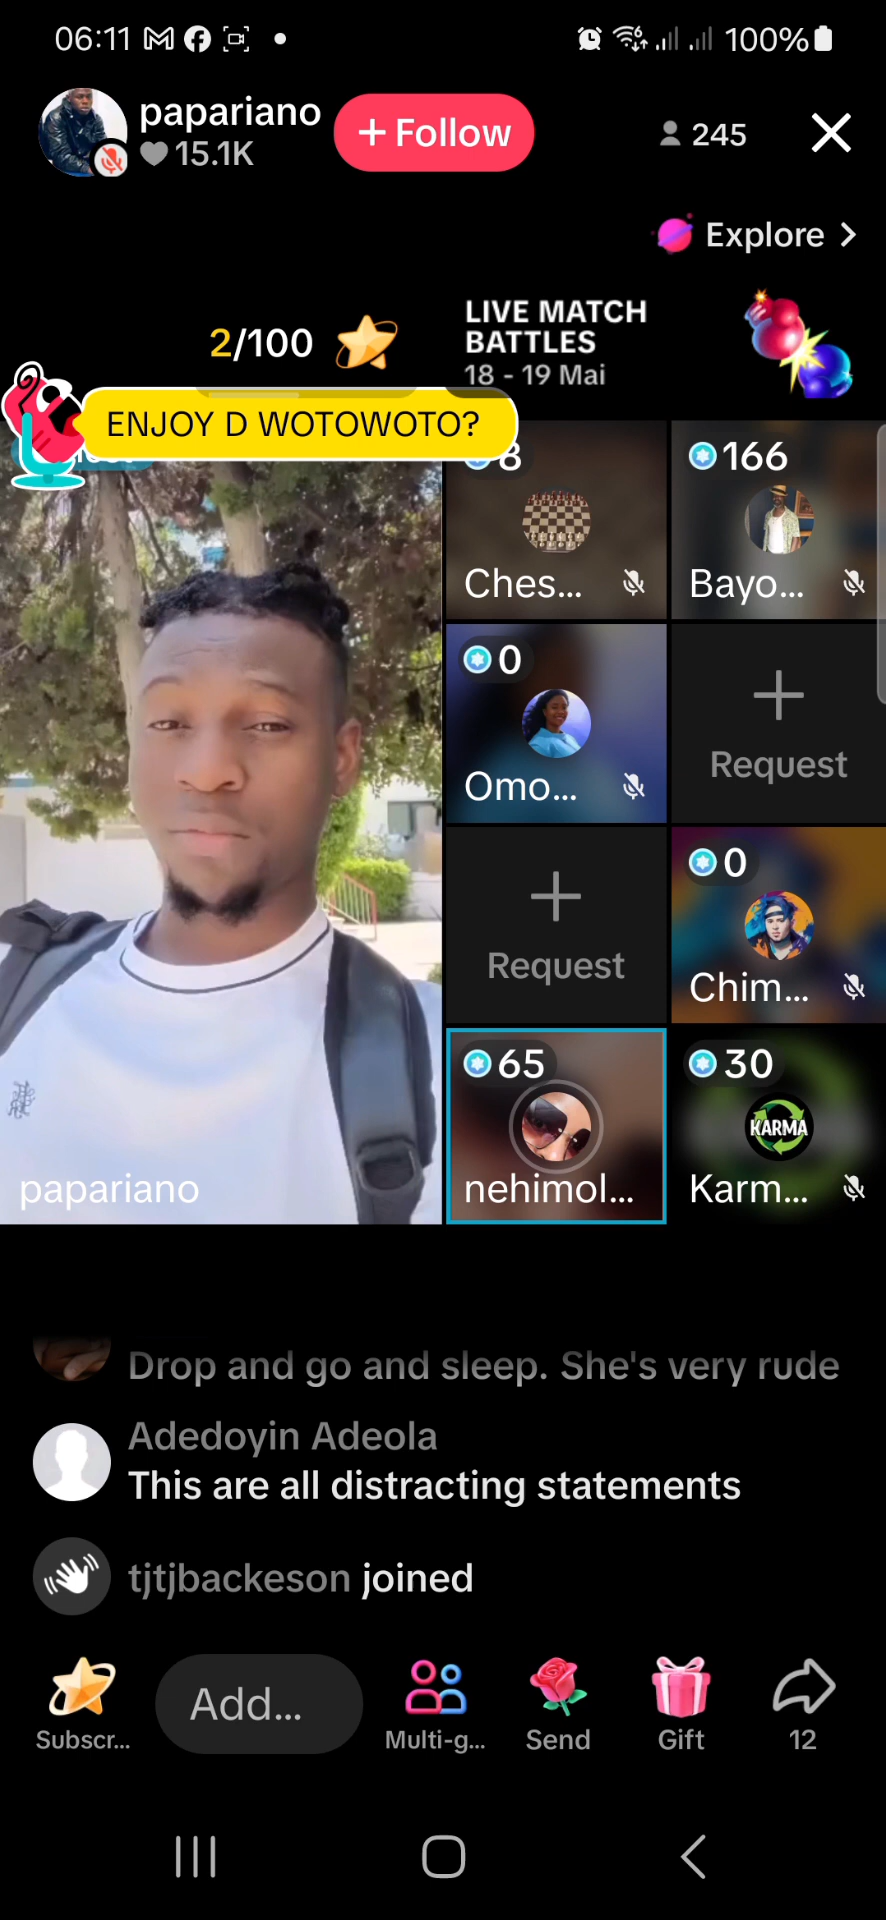 06:11
100%
papariano
15.1K
+ Follow
245
Explore >
2/100
LIVE MATCH
BATTLES
18 - 19 Mai
ENJOY D WOTOWOTO?
8
Ches...
166
Bayo...
0
Omo...
+
Request
+
Request
0
Chim...
65
nehimol...
30
KARMA
Karm...
papariano
Drop and go and sleep. She's very rude
Adedoyin Adeola
This are all distracting statements
tjtjbackeson joined
Subscr...
Add...
Multi-g...
Send
Gift
12